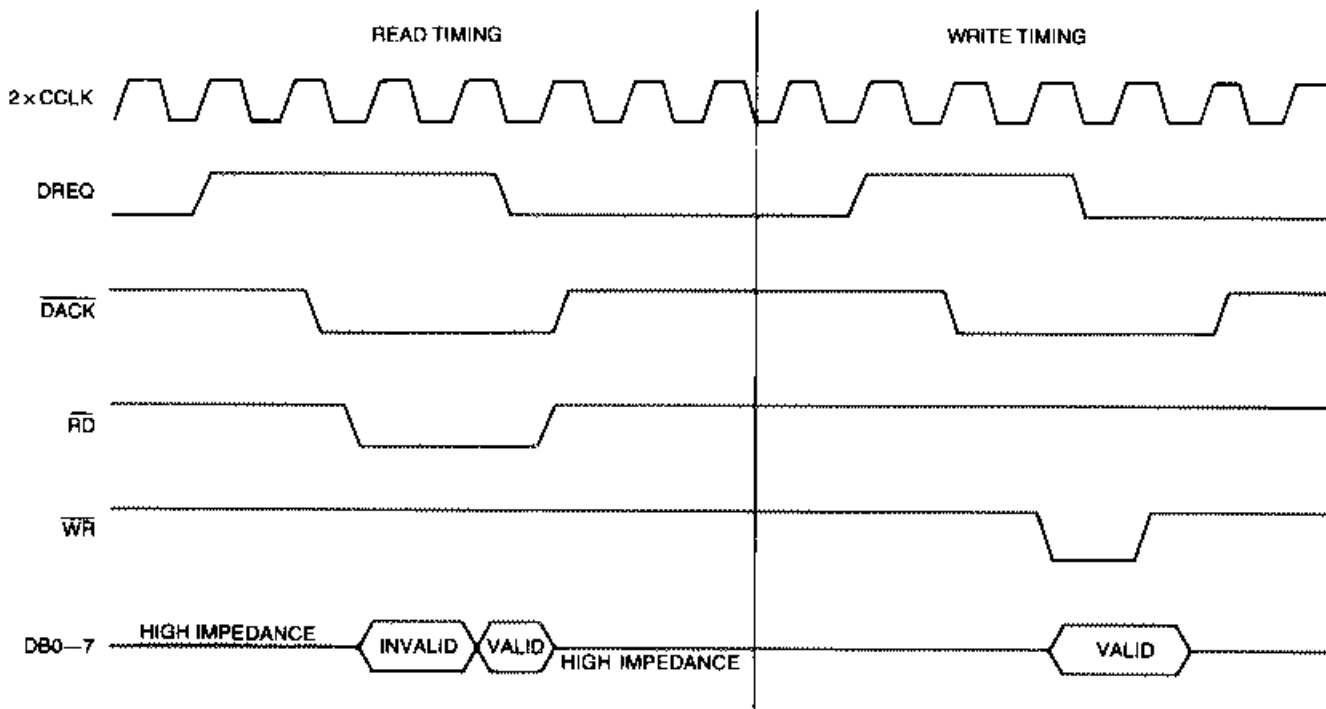 READ TIMING
WRITE TIMING
2×CCLK
DREQ
DACK
RD
WR
DB0—7
HIGH IMPEDANCE
INVALID
VALID
HIGH IMPEDANCE
VALID